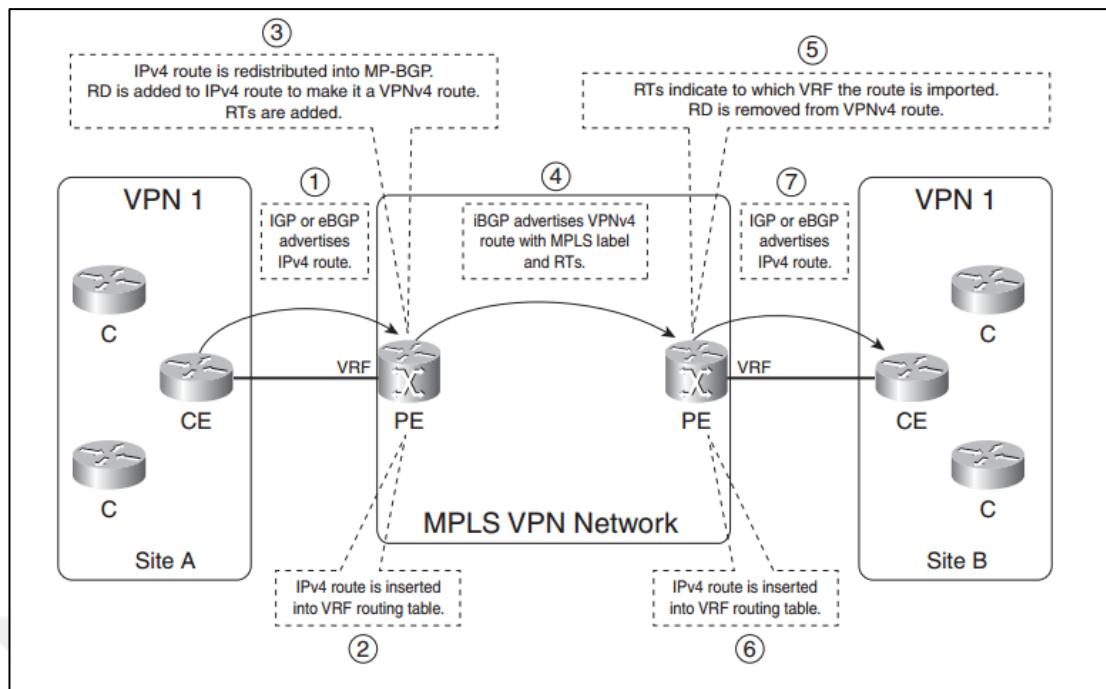 ③
IPv4 route is redistributed into MP-BGP.
RD is added to IPv4 route to make it a VPNv4 route.
RTs are added.
⑤
RTs indicate to which VRF the route is imported.
RD is removed from VPNv4 route.
VPN 1
①
IGP or eBGP
advertises
IPv4 route.
④
iBGP advertises VPNv4
route with MPLS label
and RTs.
⑦
IGP or eBGP
advertises
IPv4 route.
VPN 1
C
C
VRF
VRF
CE
PE
PE
CE
C
C
MPLS VPN Network
Site A
Site B
IPv4 route is inserted
into VRF routing table.
②
IPv4 route is inserted
into VRF routing table.
⑥